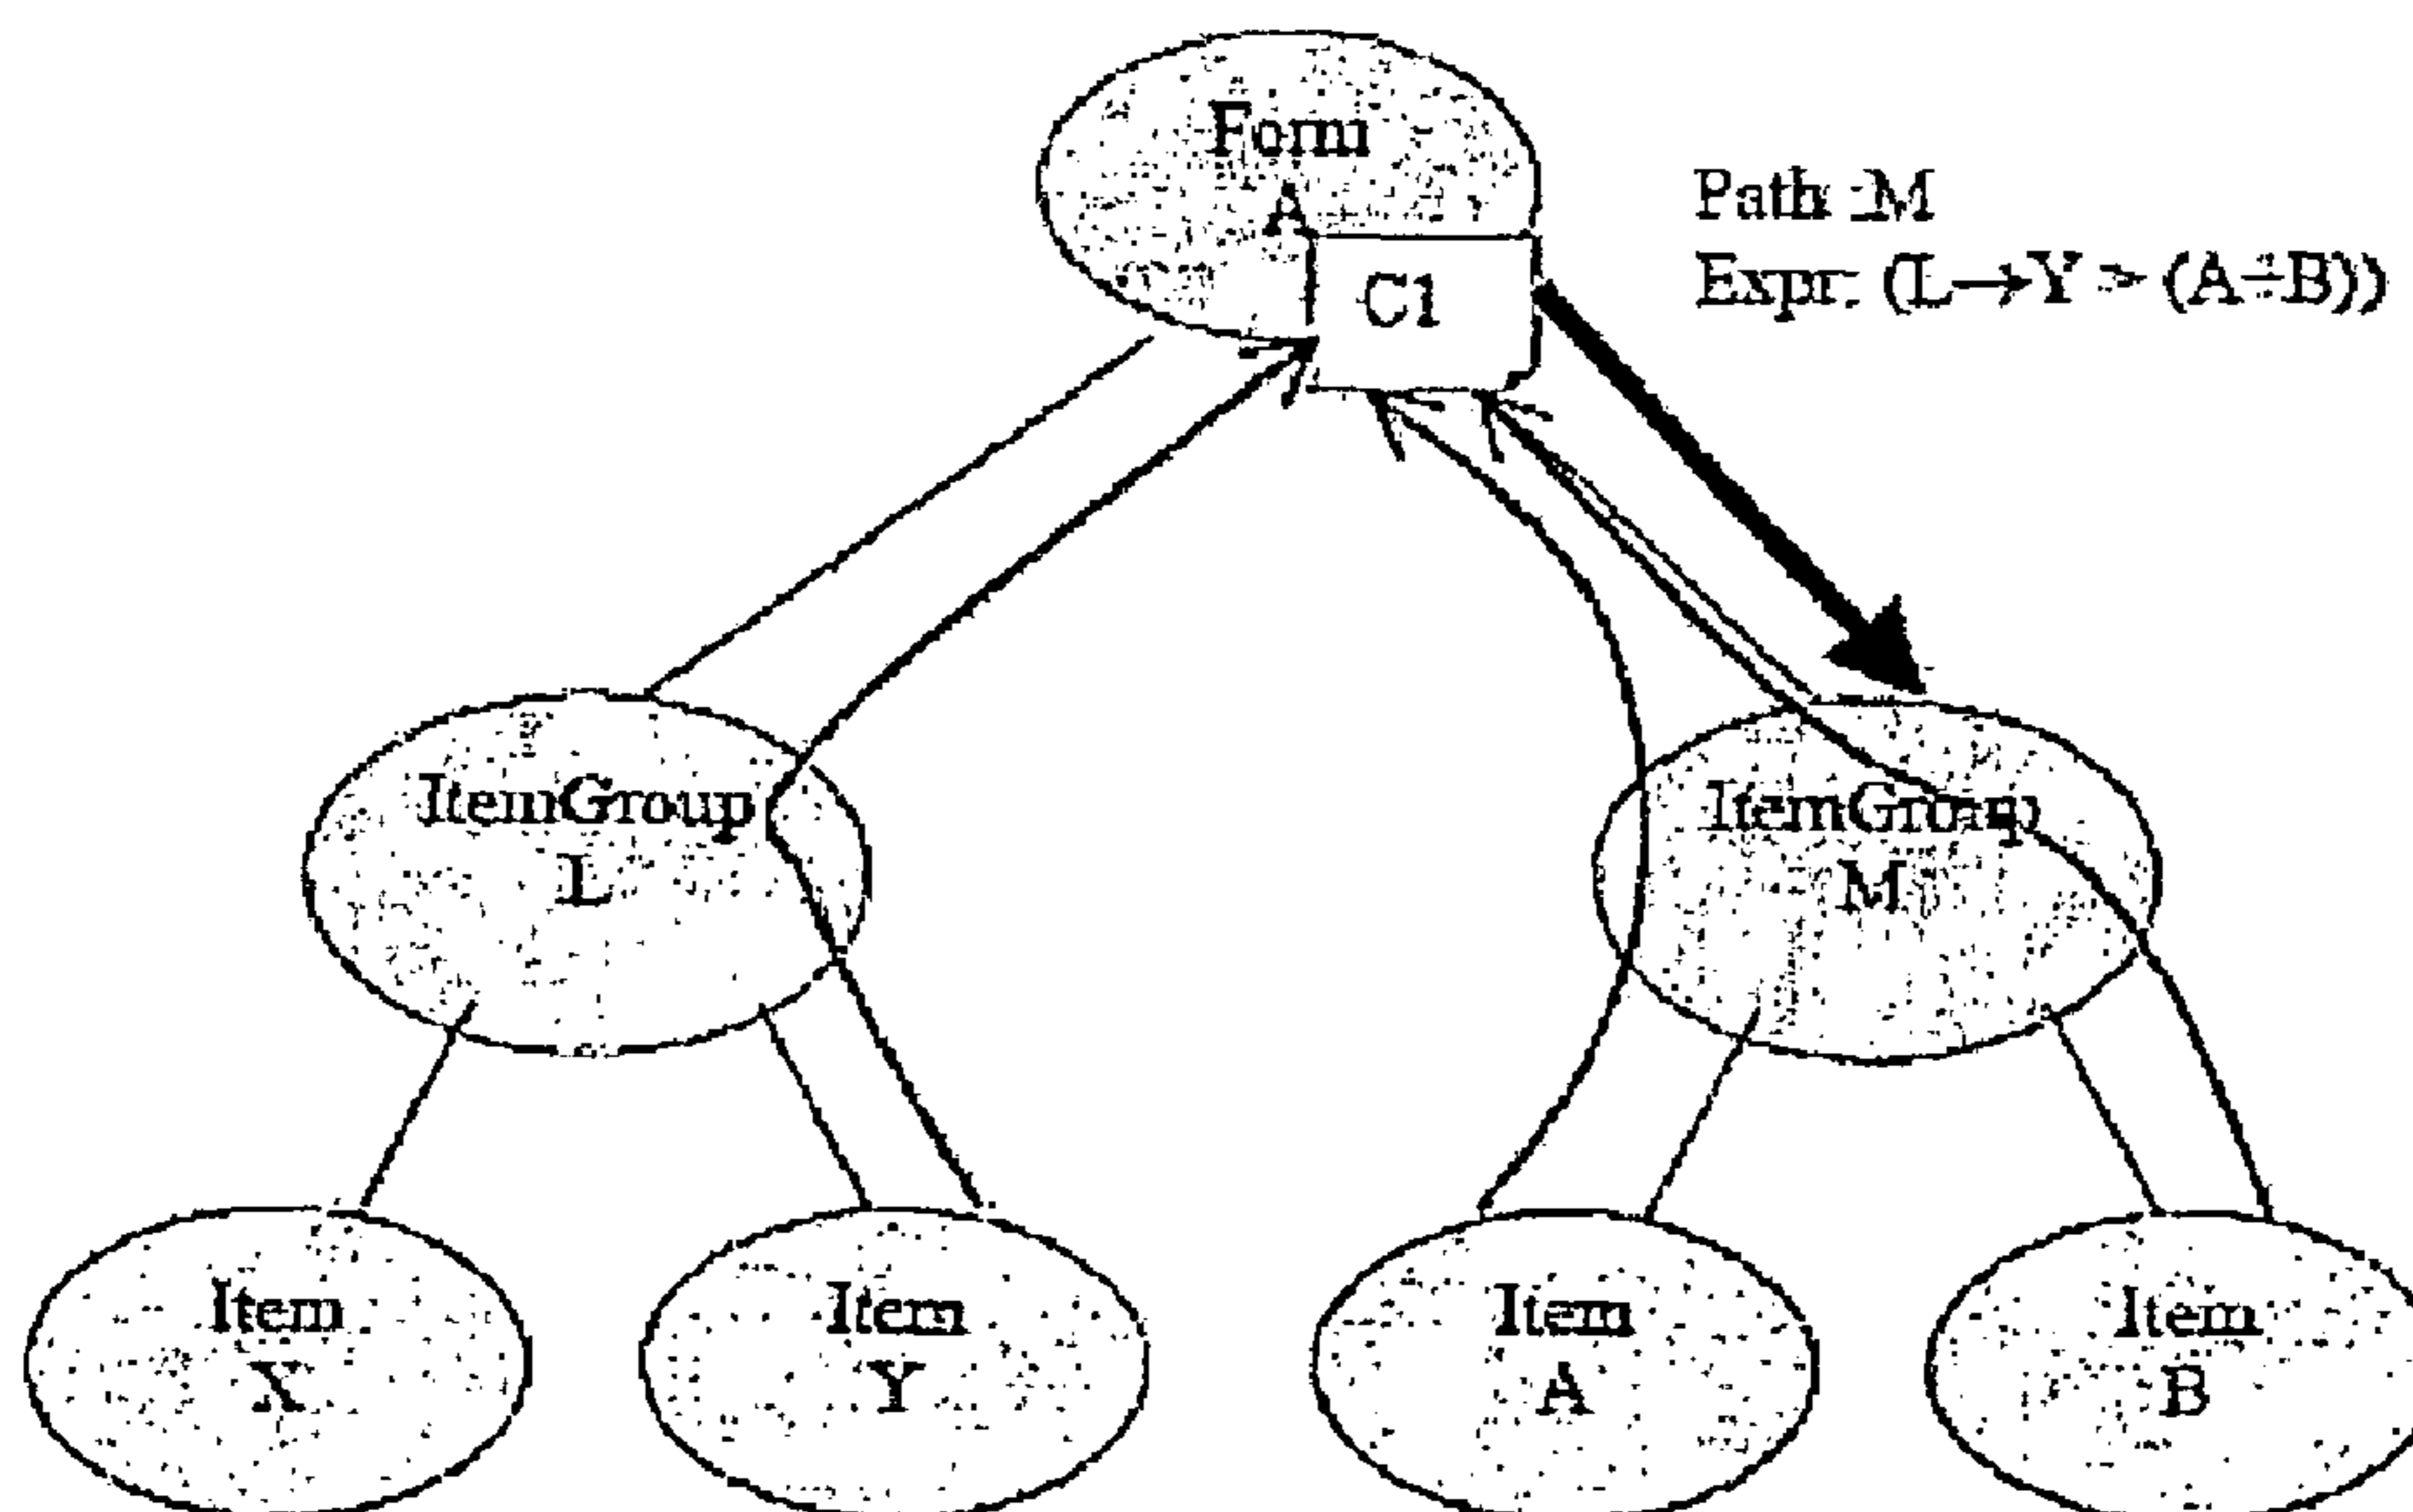 Form
A
C1
Path: M
Expr: (L→Y > (A+B))
ItemGroup
L
ItemGroup
M
Item
X
Item
Y
Item
A
Item
B